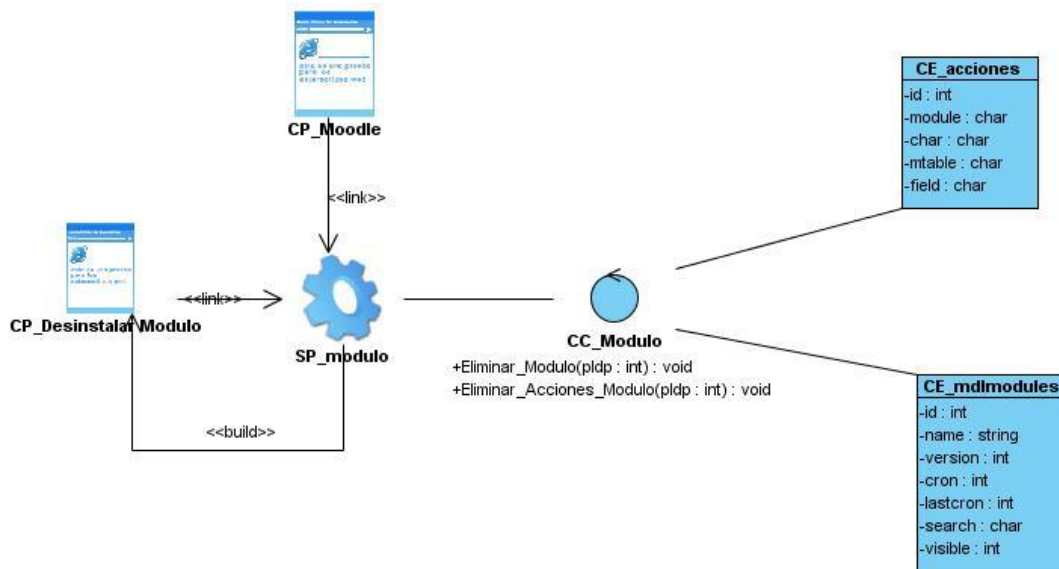 CP_Moodle
<<link>>
CP_Desinstalar_Modulo
<<link>>
SP_modulo
<<build>>
CC_Modulo
+Eliminar_Modulo(pIdp : int) : void
+Eliminar_Acciones_Modulo(pIdp : int) : void
CE_acciones
-id : int
-module : char
-char : char
-mtable : char
-field : char
CE_mdlmodules
-id : int
-name : string
-version : int
-cron : int
-lastcron : int
-search : char
-visible : int